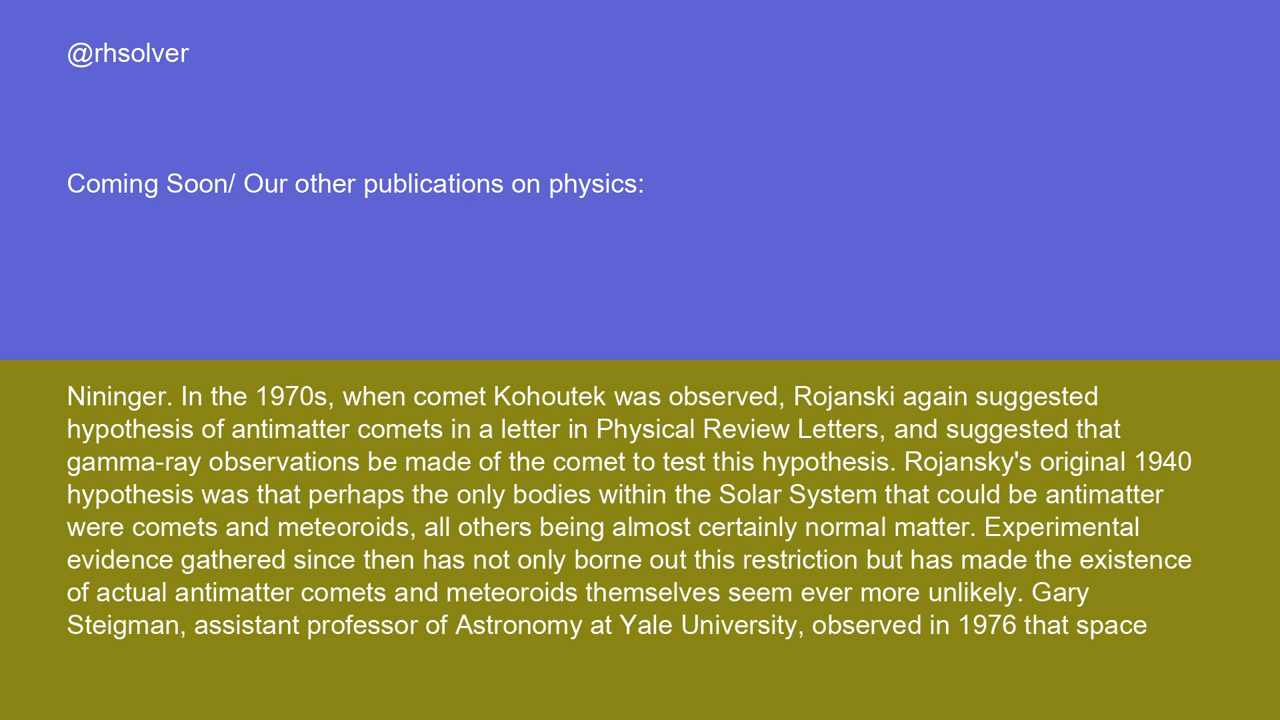 @rhsolver
Coming Soon/ Our other publications on physics:
Nininger. In the 1970s, when comet Kohoutek was observed, Rojanski again suggested
hypothesis of antimatter comets in a letter in Physical Review Letters, and suggested that
gamma-ray observations be made of the comet to test this hypothesis. Rojansky's original 1940
hypothesis was that perhaps the only bodies within the Solar System that could be antimatter
were comets and meteoroids, all others being almost certainly normal matter. Experimental
evidence gathered since then has not only borne out this restriction but has made the existence
of actual antimatter comets and meteoroids themselves seem ever more unlikely. Gary
Steigman, assistant professor of Astronomy at Yale University, observed in 1976 that space